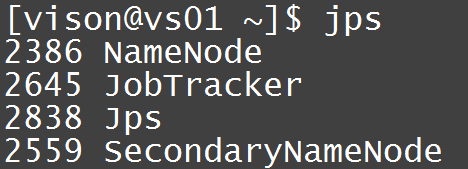 [vison@vs01 ~]$ jps
2386 NameNode
2645 JobTracker
2838 Jps
2559 SecondaryNameNode